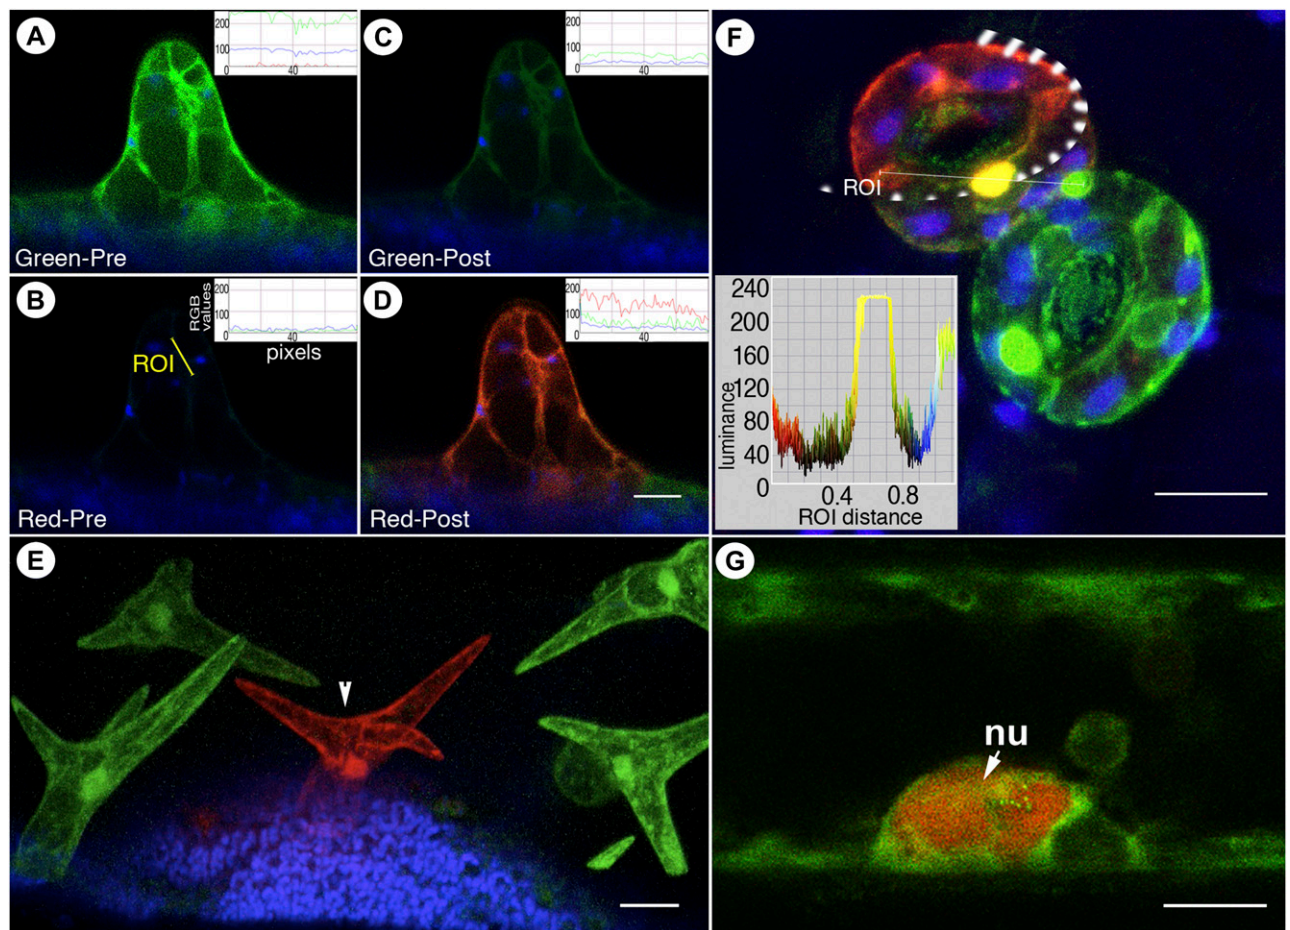 A
200
100
0
40
Green-Pre
C
200
100
0
40
Green-Post
B
200
100
0
40
RGB
values
pixels
ROI
Red-Pre
D
200
100
0
40
Red-Post
F
ROI
240
200
160
120
80
40
0
luminance
0.4 0.8
ROI distance
E
G
nu